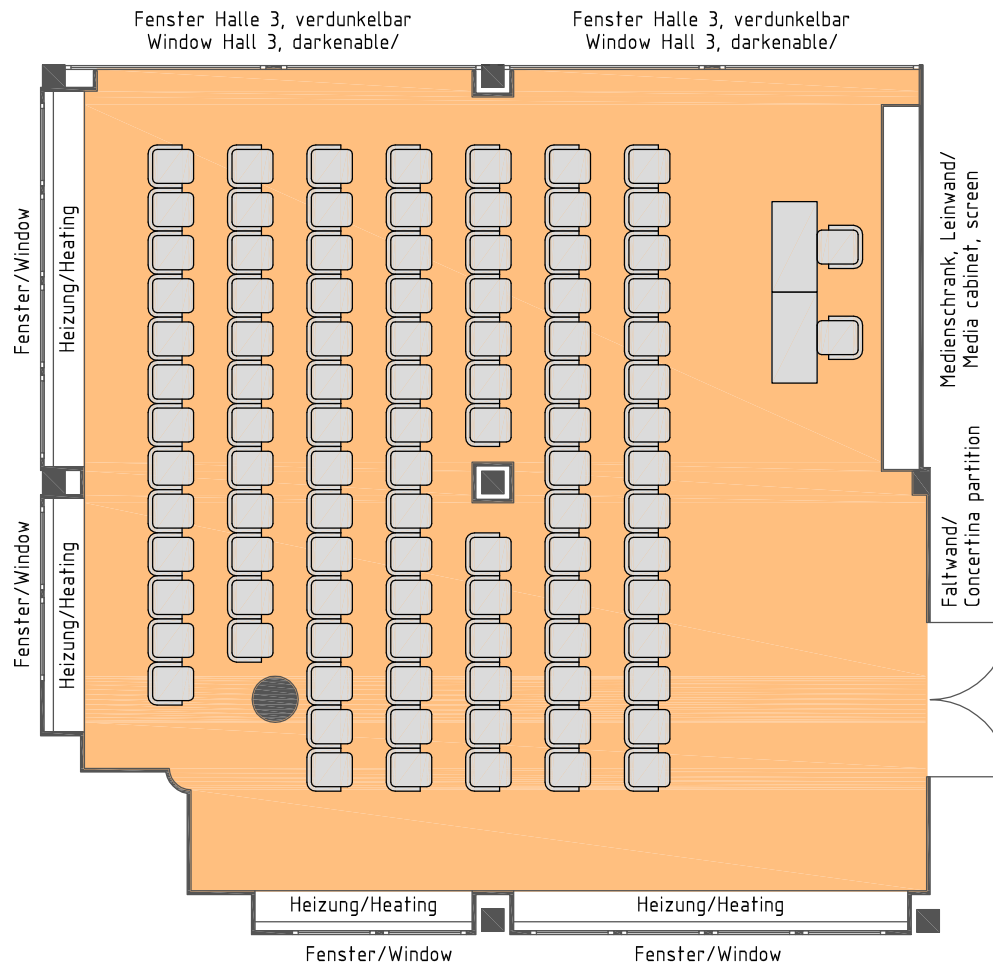 Fenster Halle 3, verdunkelbar
Window Hall 3, darkenable/
Fenster Halle 3, verdunkelbar
Window Hall 3, darkenable/
Fenster/Window
Heizung/Heating
Medienschrank, Leinwand/
Media cabinet, screen
Fenster/Window
Heizung/Heating
Faltwand/
Concertina partition
Heizung/Heating
Heizung/Heating
Fenster/Window
Fenster/Window